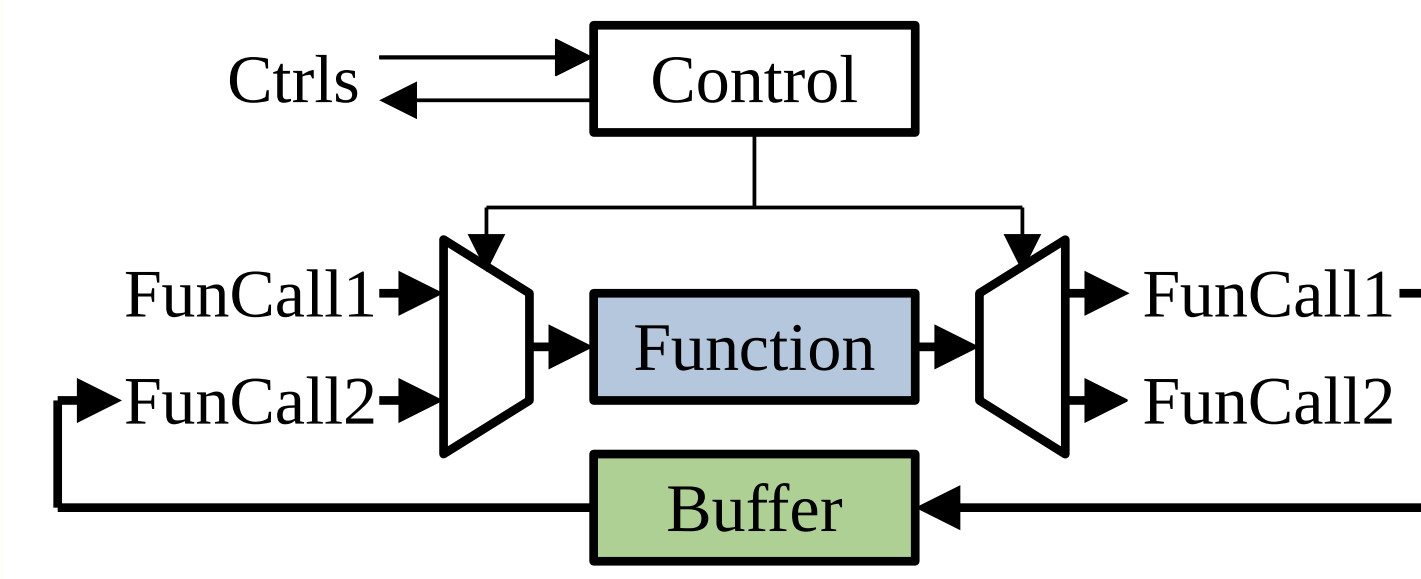 Ctrls
Control
FunCall1
FunCall1
Function
FunCall2
FunCall2
Buffer